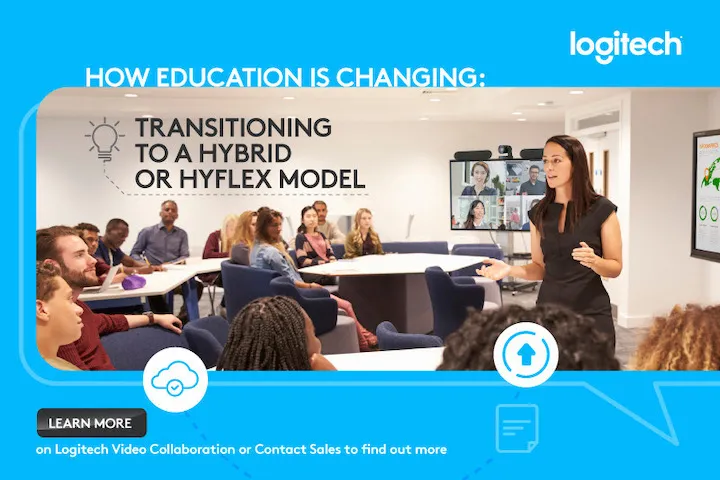 logitech
HOW EDUCATION IS CHANGING:
TRANSITIONING
TO A HYBRID
OR HYFLEX MODEL
LEARN MORE
on Logitech Video Collaboration or Contact Sales to find out more